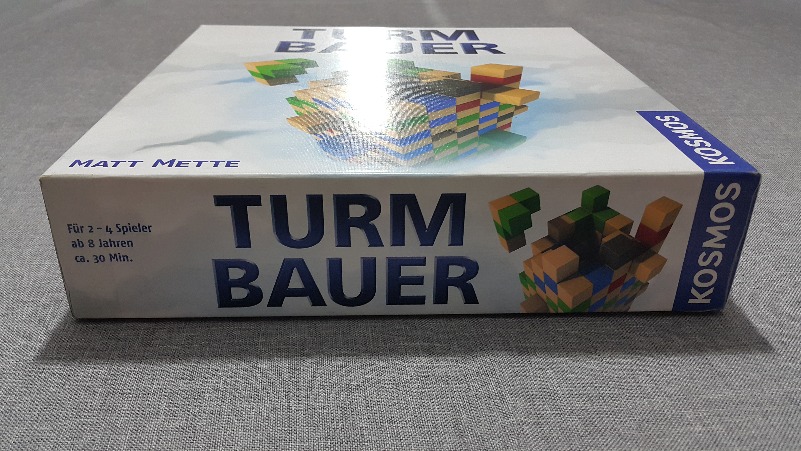 TURM
BAUER
MATT METTE
KOSMOS
Für 2 – 4 Spieler
ab 8 Jahren
ca. 30 Min.
TURM
BAUER
KOSMOS